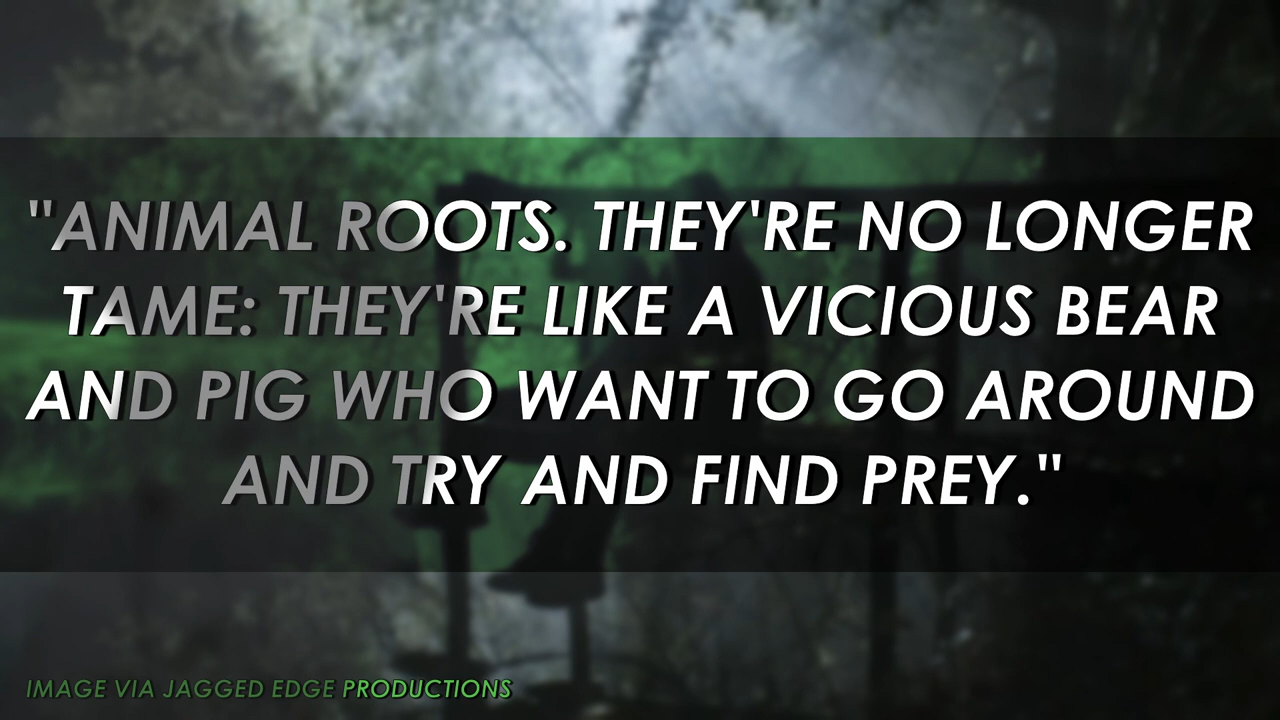 "ANIMAL ROOTS. THEY'RE NO LONGER
TAME: THEY'RE LIKE A VICIOUS BEAR
AND PIG WHO WANT TO GO AROUND
AND TRY AND FIND PREY."
IMAGE VIA JAGGED EDGE PRODUCTIONS